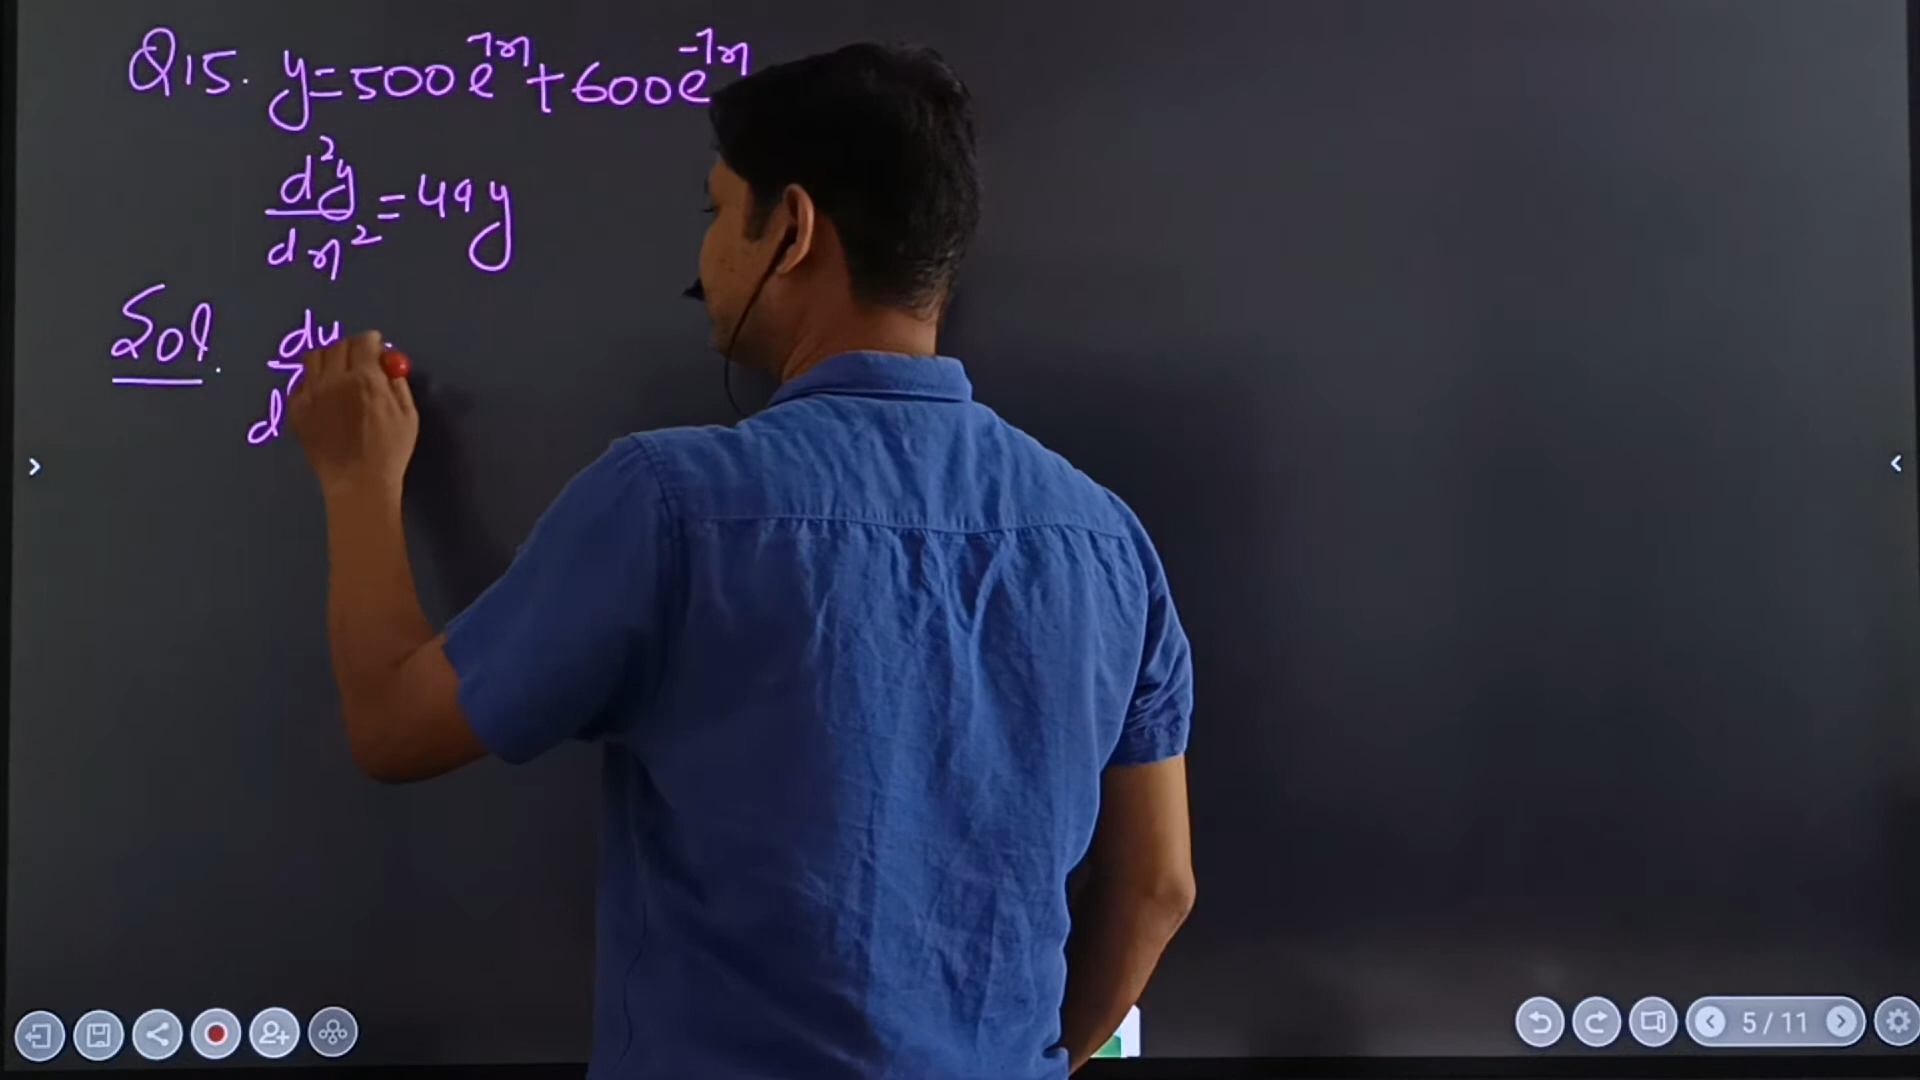 Q15. y=500e^7x+600e^-7x
d²y/dx²=49y
Sol. dy/d
5/11